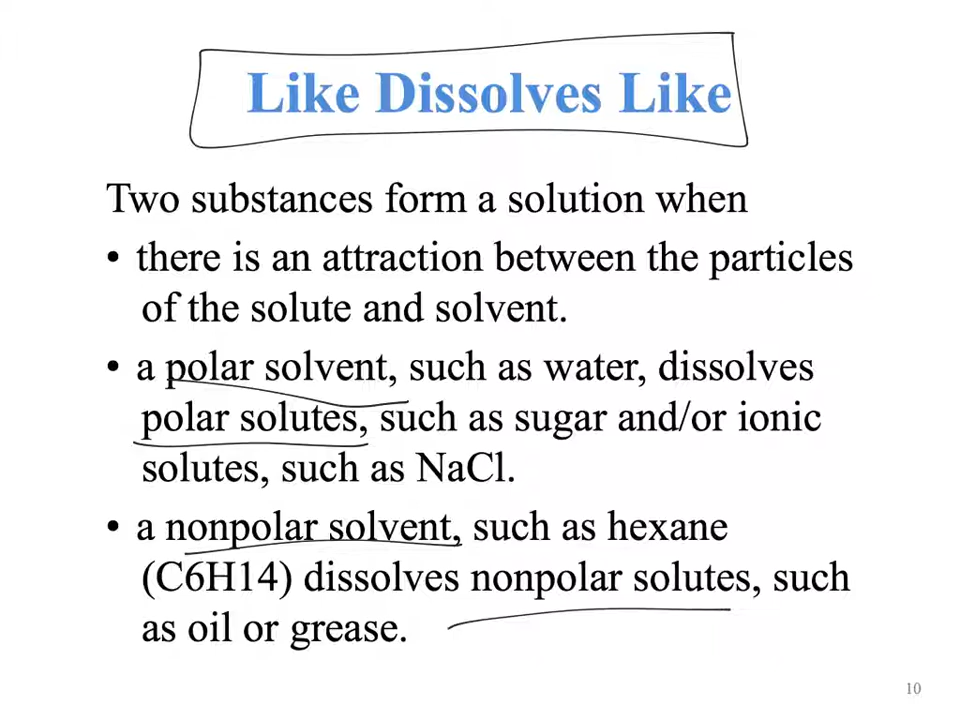 Like Dissolves Like
Two substances form a solution when
• there is an attraction between the particles
of the solute and solvent.
• a polar solvent, such as water, dissolves
polar solutes, such as sugar and/or ionic
solutes, such as NaCl.
• a nonpolar solvent, such as hexane
(C6H14) dissolves nonpolar solutes, such
as oil or grease.
10